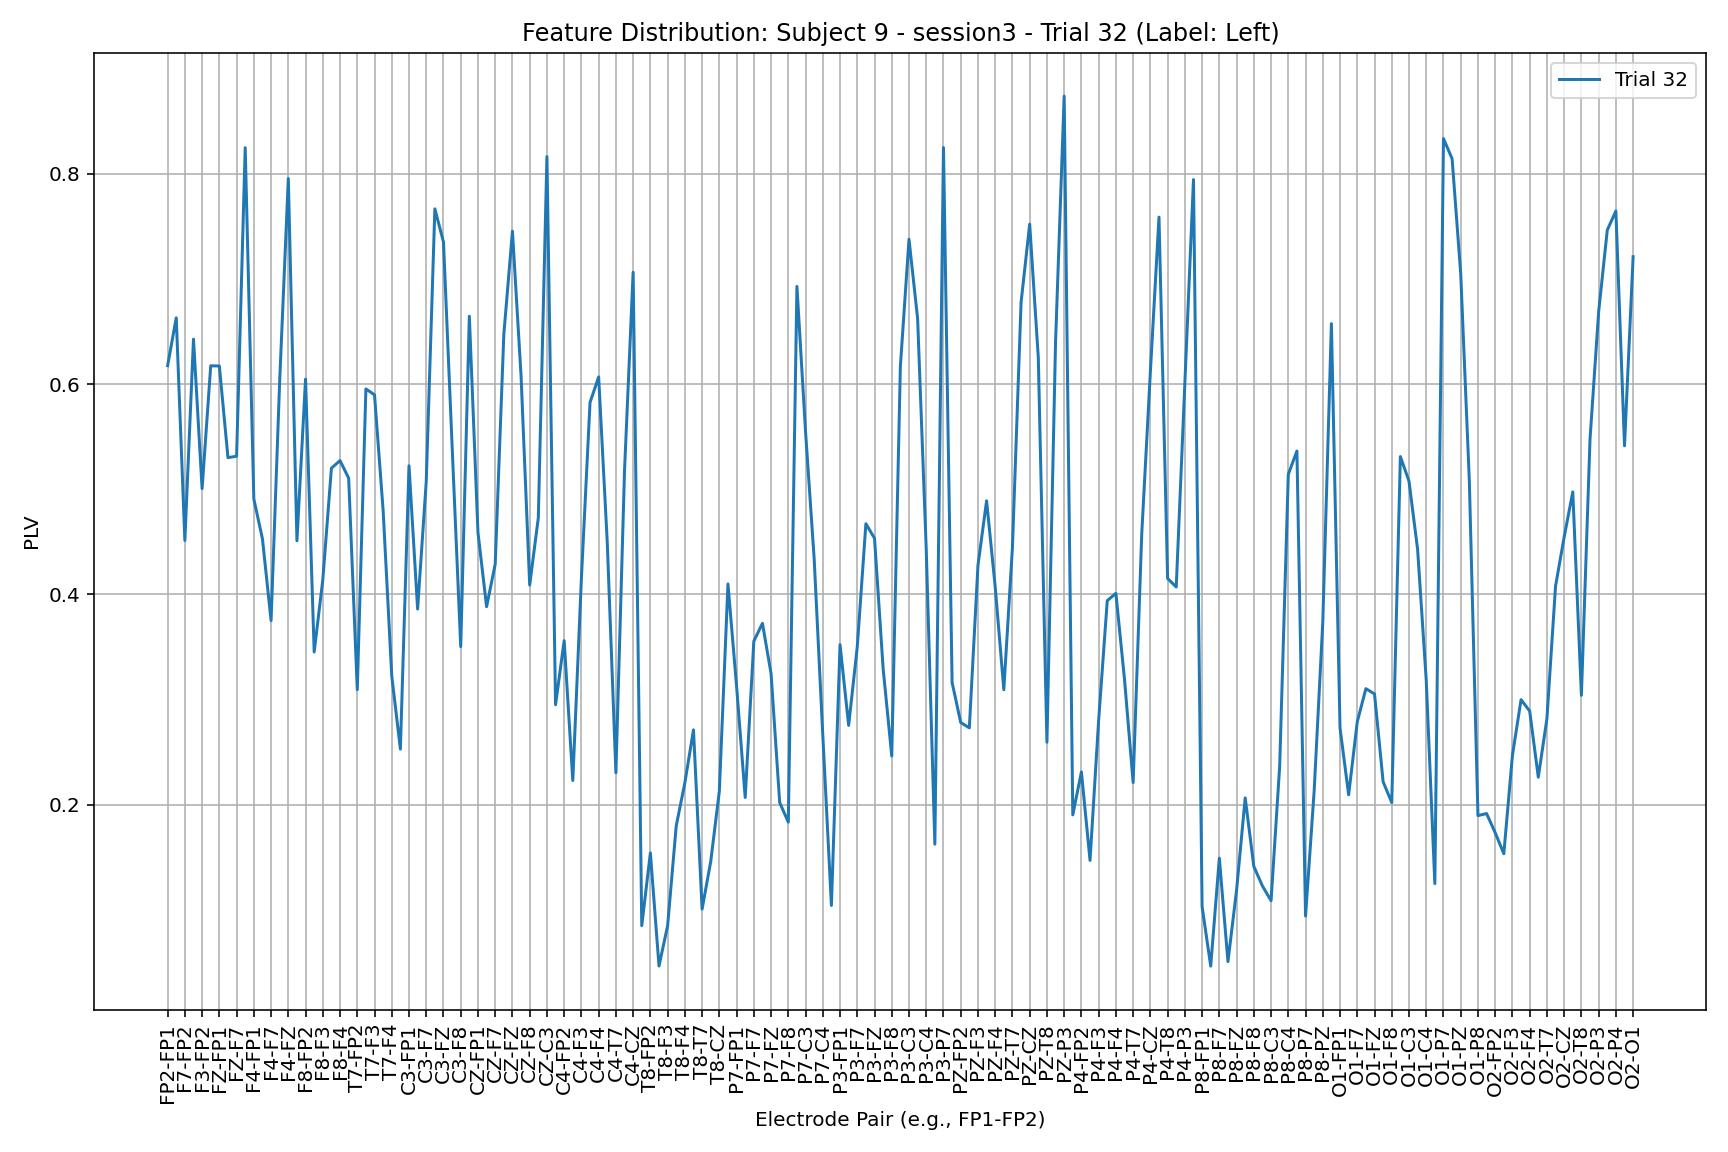 Feature Distribution: Subject 9 - session3 - Trial 32 (Label: Left)
Trial 32
PLV
0.8
0.6
0.4
0.2
FP2-FP1
F7-FP2
F3-FP2
FZ-FP1
FZ-F7
F4-FP1
F4-F7
F4-FZ
F8-FP2
F8-F3
F8-F4
T7-FP2
T7-F3
T7-F4
C3-FP1
C3-F7
C3-FZ
C3-F8
CZ-FP1
CZ-F7
CZ-FZ
CZ-F8
CZ-C3
C4-FP2
C4-F3
C4-F4
C4-T7
C4-CZ
T8-FP2
T8-F3
T8-F4
T8-T7
T8-CZ
P7-FP1
P7-F7
P7-FZ
P7-F8
P7-C3
P7-C4
P3-FP1
P3-F7
P3-FZ
P3-F8
P3-C3
P3-C4
P3-P7
PZ-FP2
PZ-F3
PZ-F4
PZ-T7
PZ-CZ
PZ-T8
PZ-P3
P4-FP2
P4-F3
P4-F4
P4-T7
P4-CZ
P4-T8
P4-P3
P8-FP1
P8-F7
P8-FZ
P8-F8
P8-C3
P8-C4
P8-P7
P8-PZ
O1-FP1
O1-F7
O1-FZ
O1-F8
O1-C3
O1-C4
O1-P7
O1-PZ
O1-P8
O2-FP2
O2-F3
O2-F4
O2-T7
O2-CZ
O2-T8
O2-P3
O2-P4
O2-O1
Electrode Pair (e.g., FP1-FP2)